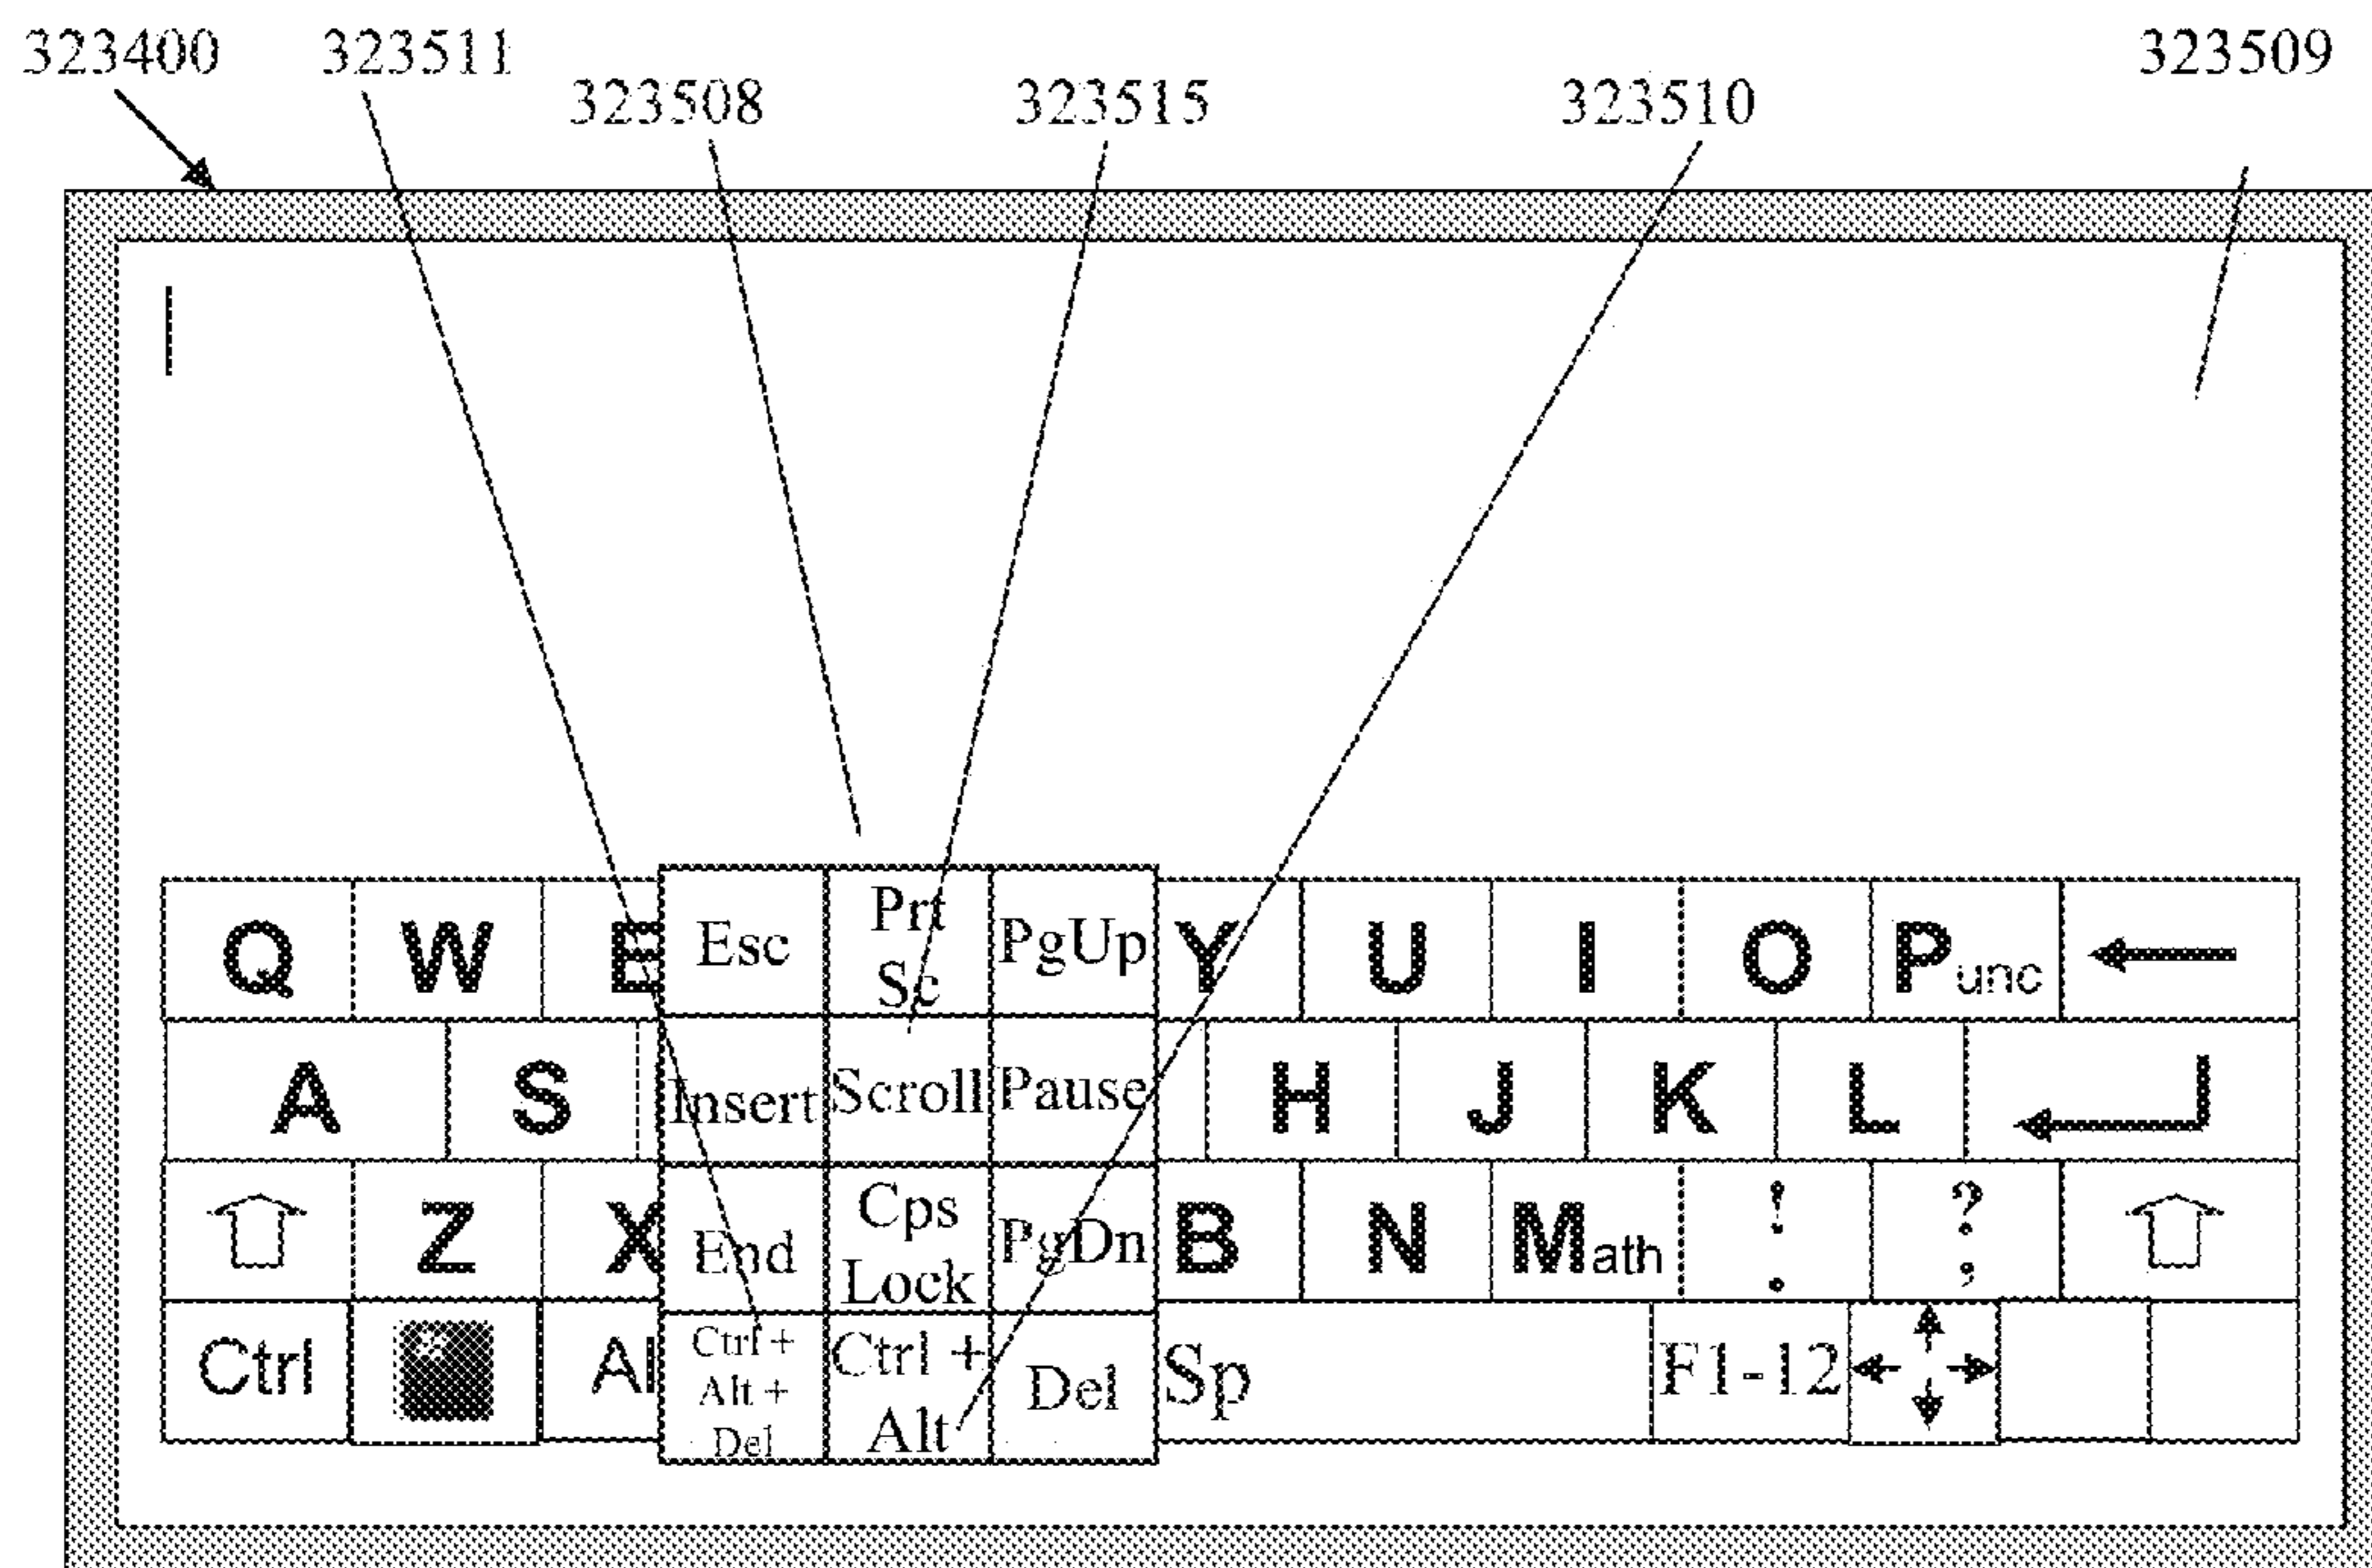 323400 323511 323509
323508 323515 323510
Q W E Esc Prt Sc PgUp Y U I O Punc
A S Insert Scroll Pause H J K L
Z X End Cps Lock PgDn B N Math ! . ? ,
Ctrl Al Ctrl + Alt + Del Ctrl + Alt Del Sp F1-12